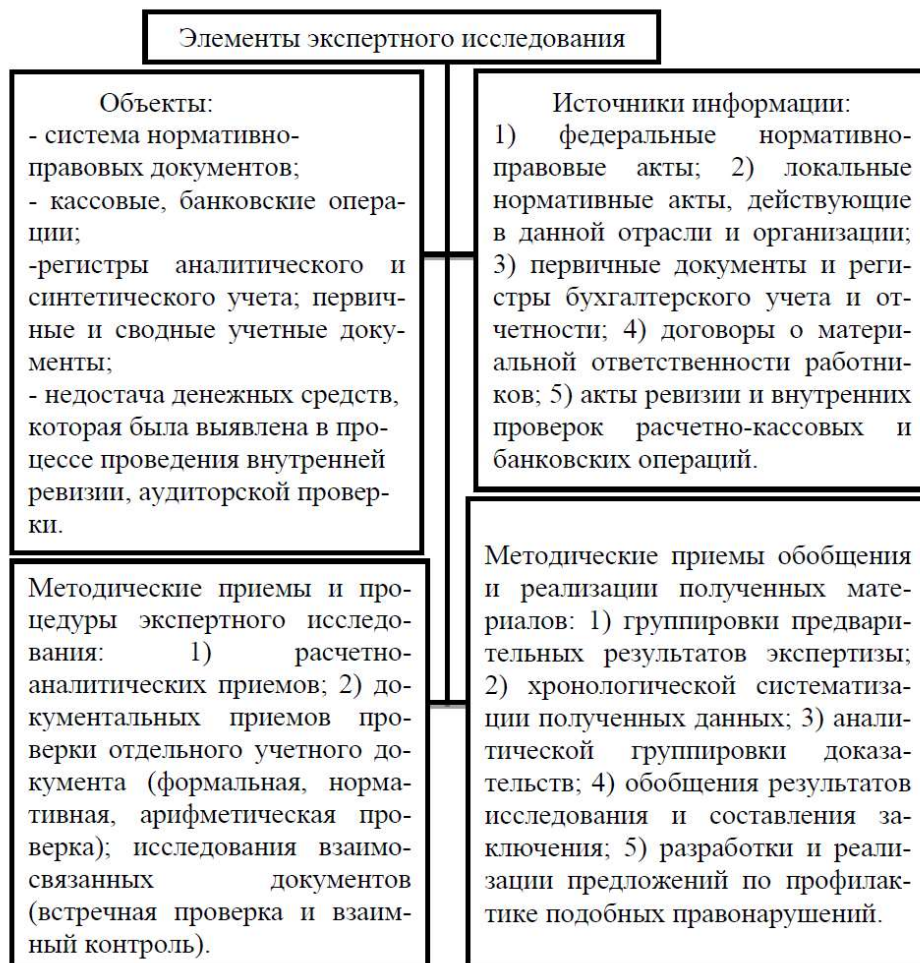 Элементы экспертного исследования
Объекты:
- система нормативно-
правовых документов;
- кассовые, банковские опера-
ции;
-регистры аналитического и
синтетического учета; первич-
ные и сводные учетные доку-
менты;
- недостача денежных средств,
которая была выявлена в про-
цессе проведения внутренней
ревизии, аудиторской провер-
ки.
Источники информации:
1) федеральные нормативно-
правовые акты; 2) локальные
нормативные акты, действующие
в данной отрасли и организации;
3) первичные документы и реги-
стры бухгалтерского учета и от-
четности; 4) договоры о матери-
альной ответственности работни-
ков; 5) акты ревизии и внутренних
проверок расчетно-кассовых и
банковских операций.
Методические приемы и про-
цедуры экспертного исследо-
вания: 1) расчетно-
аналитических приемов; 2) до-
кументальных приемов про-
верки отдельного учетного до-
кумента (формальная, норма-
тивная, арифметическая про-
верка); исследования взаимо-
связанных документов
(встречная проверка и взаим-
ный контроль).
Методические приемы обобщения
и реализации полученных мате-
риалов: 1) группировки предвари-
тельных результатов экспертизы;
2) хронологической систематиза-
ции полученных данных; 3) анали-
тической группировки доказа-
тельств; 4) обобщения результатов
исследования и составления за-
ключения; 5) разработки и реали-
зации предложений по профилак-
тике подобных правонарушений.